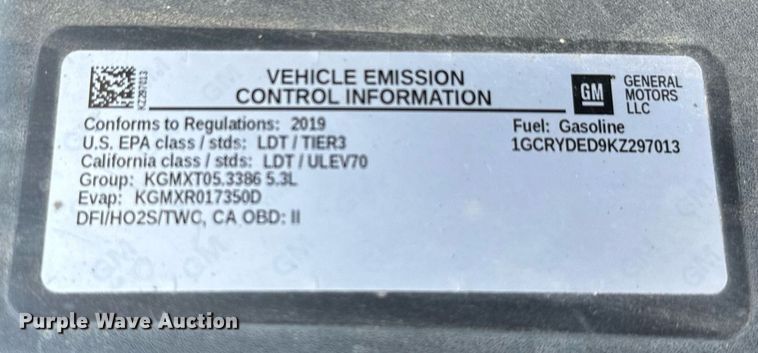 KZ297013
VEHICLE EMISSION
CONTROL INFORMATION
GM
GENERAL
MOTORS
LLC
Conforms to Regulations: 2019
U.S. EPA class / stds: LDT / TIER3
California class / stds: LDT / ULEV70
Group: KGMXT05.3386 5.3L
Evap: KGMXR017350D
DFI/HO2S/TWC, CA OBD: II
Fuel: Gasoline
1GCRYDED9KZ297013
Purple Wave Auction